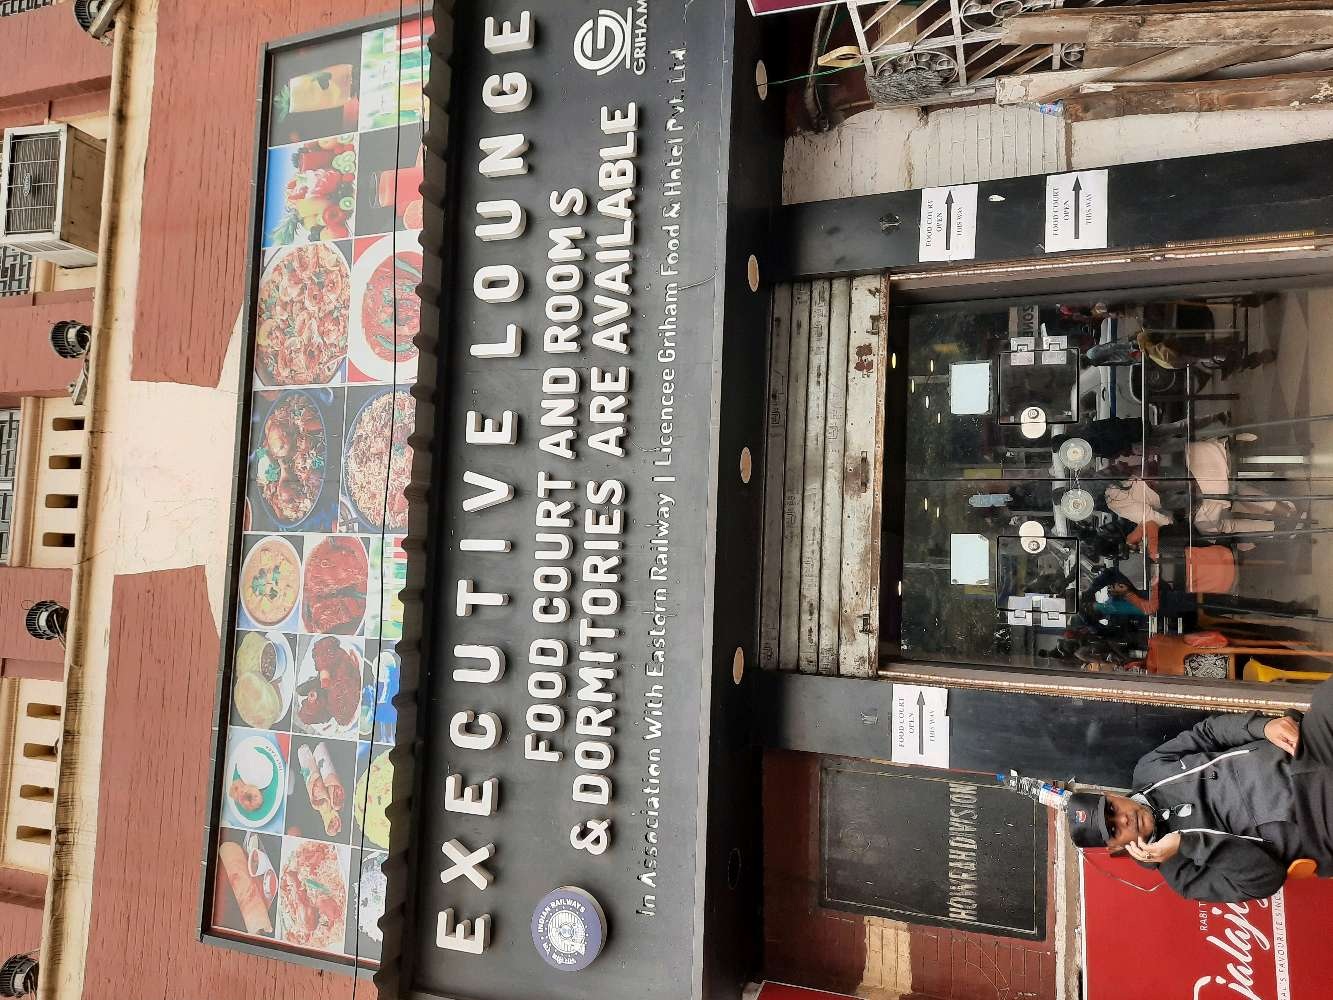 EXECUTIVE LOUNGE
FOOD COURT AND ROOMS
& DORMITORIES ARE AVAILABLE
GRIHAM
In Association With Eastern Railway | Licencee Griham Food & Hotel Pvt. Ltd.
INDIAN RAILWAYS
FOOD COURT
OPEN
THIS WAY
FOOD COURT
OPEN
THIS WAY
FOOD COURT
OPEN
THIS WAY
ZONE
HOWRAH DIVISION